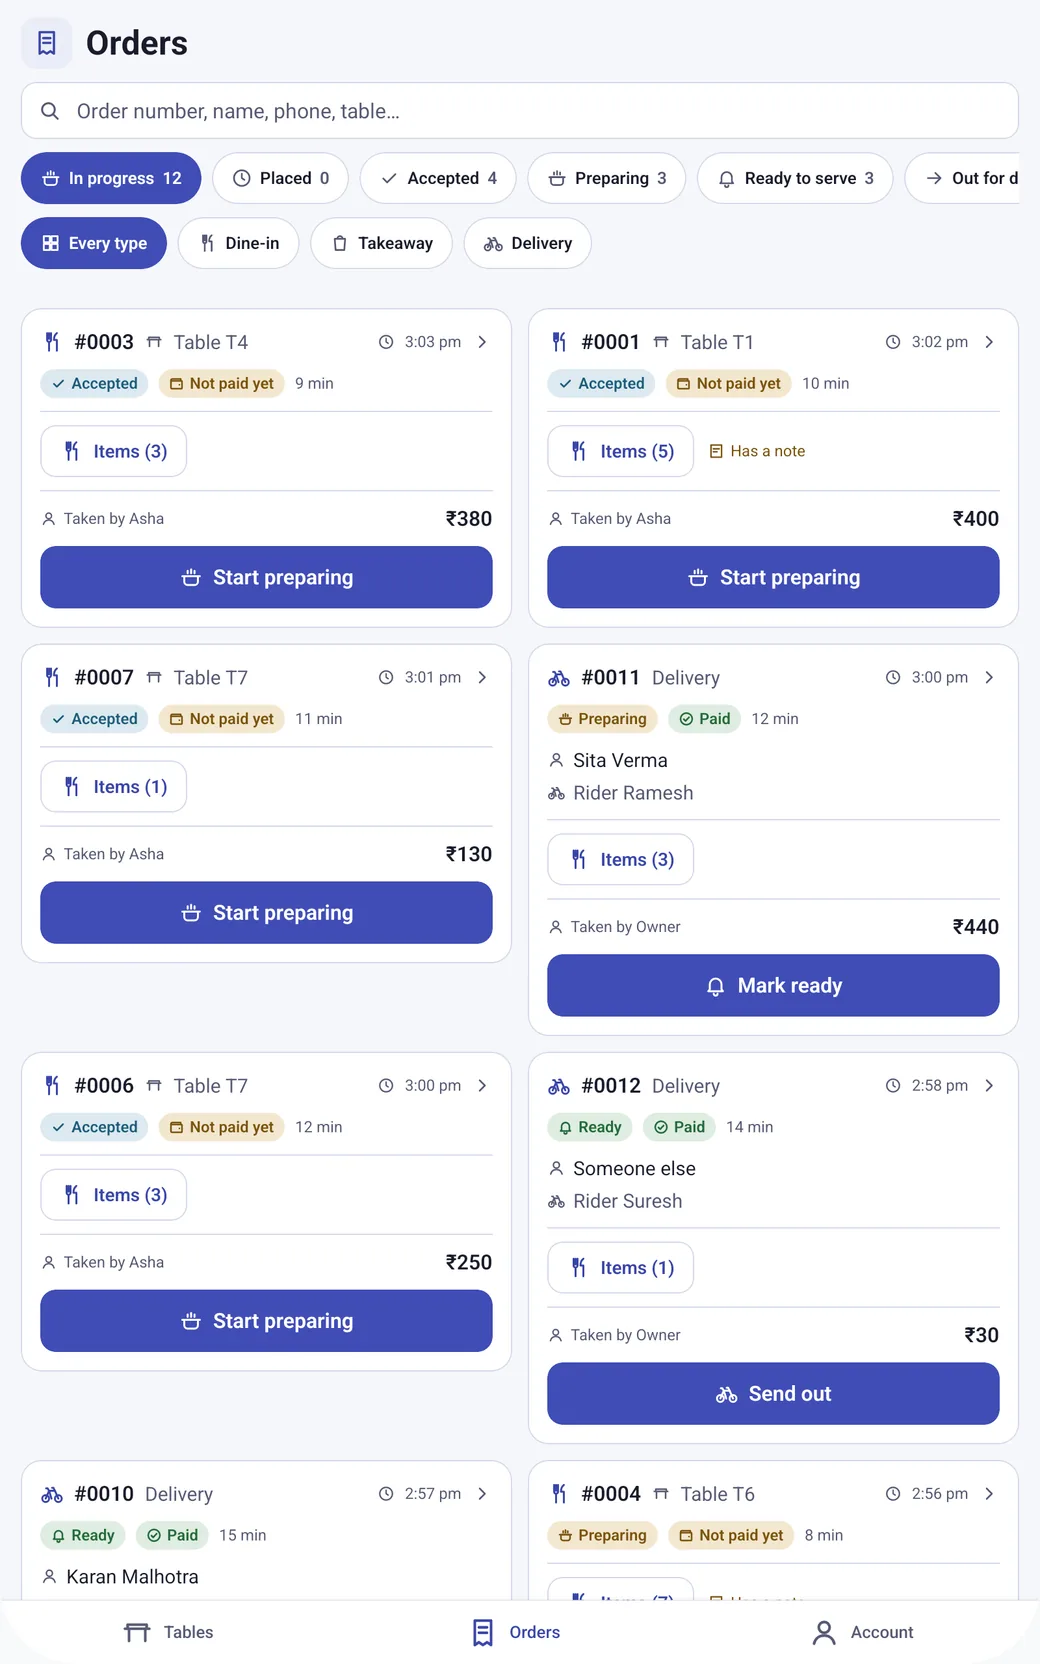 Orders
Order number, name, phone, table...
In progress 12 Placed 0 Accepted 4 Preparing 3 Ready to serve 3 Out for d
Every type Dine-in Takeaway Delivery
#0003 Table T4 3:03 pm
Accepted Not paid yet 9 min
Items (3)
Taken by Asha ₹380
Start preparing
#0001 Table T1 3:02 pm
Accepted Not paid yet 10 min
Items (5) Has a note
Taken by Asha ₹400
Start preparing
#0007 Table T7 3:01 pm
Accepted Not paid yet 11 min
Items (1)
Taken by Asha ₹130
Start preparing
#0011 Delivery 3:00 pm
Preparing Paid 12 min
Sita Verma
Rider Ramesh
Items (3)
Taken by Owner ₹440
Mark ready
#0006 Table T7 3:00 pm
Accepted Not paid yet 12 min
Items (3)
Taken by Asha ₹250
Start preparing
#0012 Delivery 2:58 pm
Ready Paid 14 min
Someone else
Rider Suresh
Items (1)
Taken by Owner ₹30
Send out
#0010 Delivery 2:57 pm
Ready Paid 15 min
Karan Malhotra
#0004 Table T6 2:56 pm
Preparing Not paid yet 8 min
Tables Orders Account